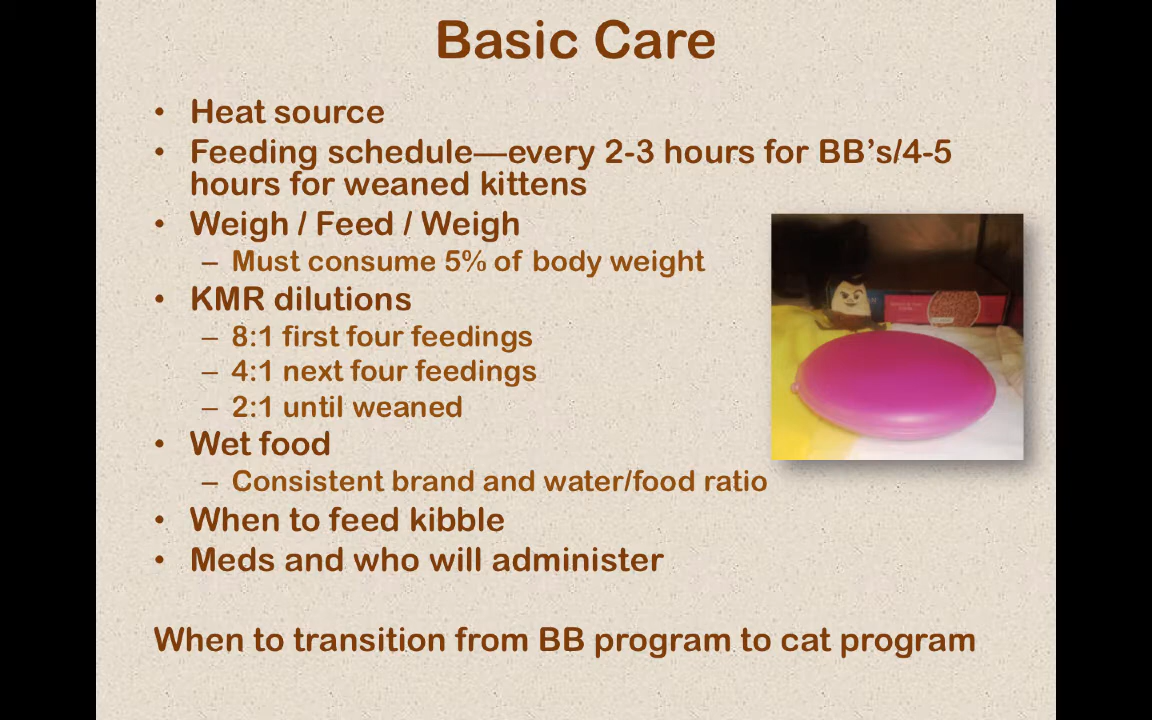 Basic Care
• Heat source
• Feeding schedule—every 2-3 hours for BB's/4-5
hours for weaned kittens
• Weigh / Feed / Weigh
– Must consume 5% of body weight
• KMR dilutions
– 8:1 first four feedings
– 4:1 next four feedings
– 2:1 until weaned
• Wet food
– Consistent brand and water/food ratio
• When to feed kibble
• Meds and who will administer
When to transition from BB program to cat program